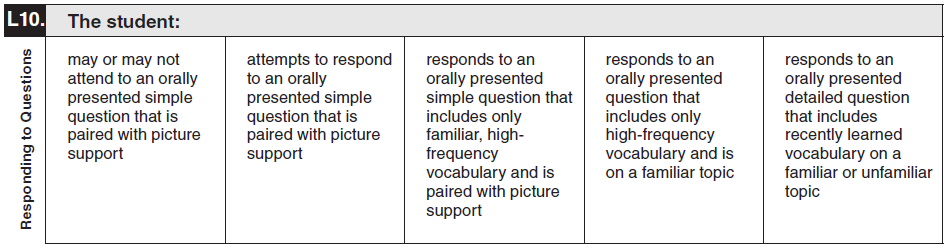 L10.
The student:
Responding to Questions
may or may not
attend to an orally
presented simple
question that is
paired with picture
support
attempts to respond
to an orally
presented simple
question that is
paired with picture
support
responds to an
orally presented
simple question that
includes only
familiar, high-
frequency
vocabulary and is
paired with picture
support
responds to an
orally presented
question that
includes only
high-frequency
vocabulary and is
on a familiar topic
responds to an
orally presented
detailed question
that includes
recently learned
vocabulary on a
familiar or unfamiliar
topic